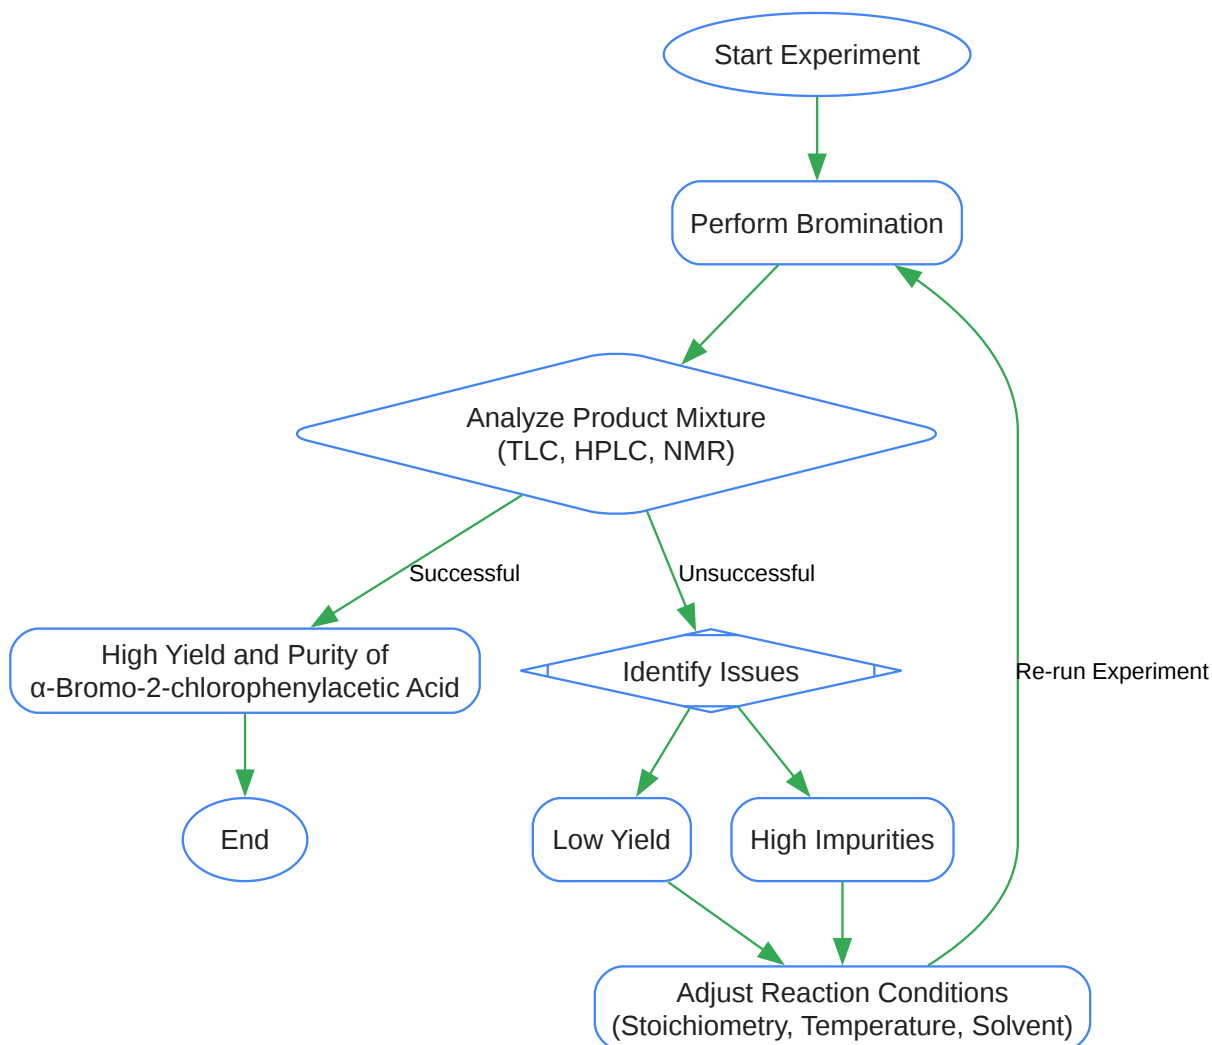 Start Experiment
Perform Bromination
Analyze Product Mixture
(TLC, HPLC, NMR)
Successful
Unsuccessful
High Yield and Purity of
α-Bromo-2-chlorophenylacetic Acid
Identify Issues
Re-run Experiment
End
Low Yield
High Impurities
Adjust Reaction Conditions
(Stoichiometry, Temperature, Solvent)